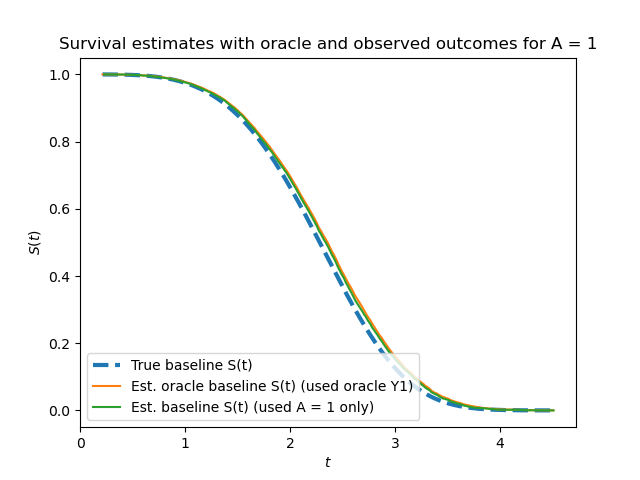 Survival estimates with oracle and observed outcomes for A = 1
1.0
0.8
0.6
0.4
0.2
0.0
S(t)
True baseline S(t)
Est. oracle baseline S(t) (used oracle Y1)
Est. baseline S(t) (used A = 1 only)
0 1 2 3 4
t